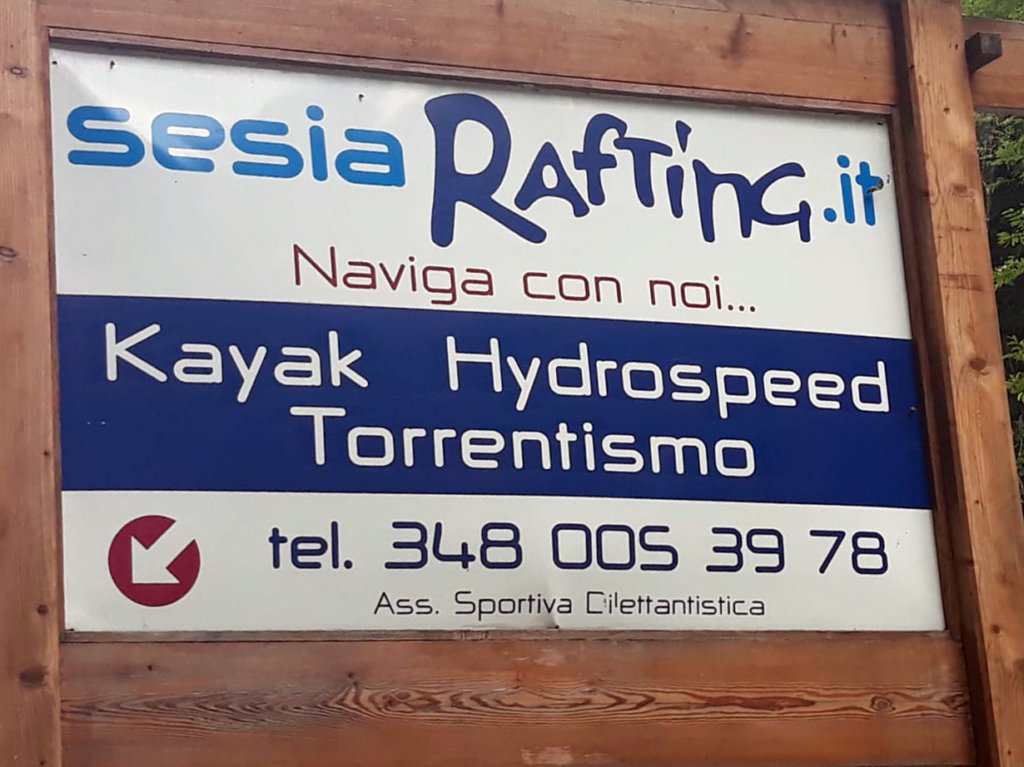 sesia Rafting.it
Naviga con noi...
Kayak Hydrospeed
Torrentismo
tel. 348 005 39 78
Ass. Sportiva Dilettantistica